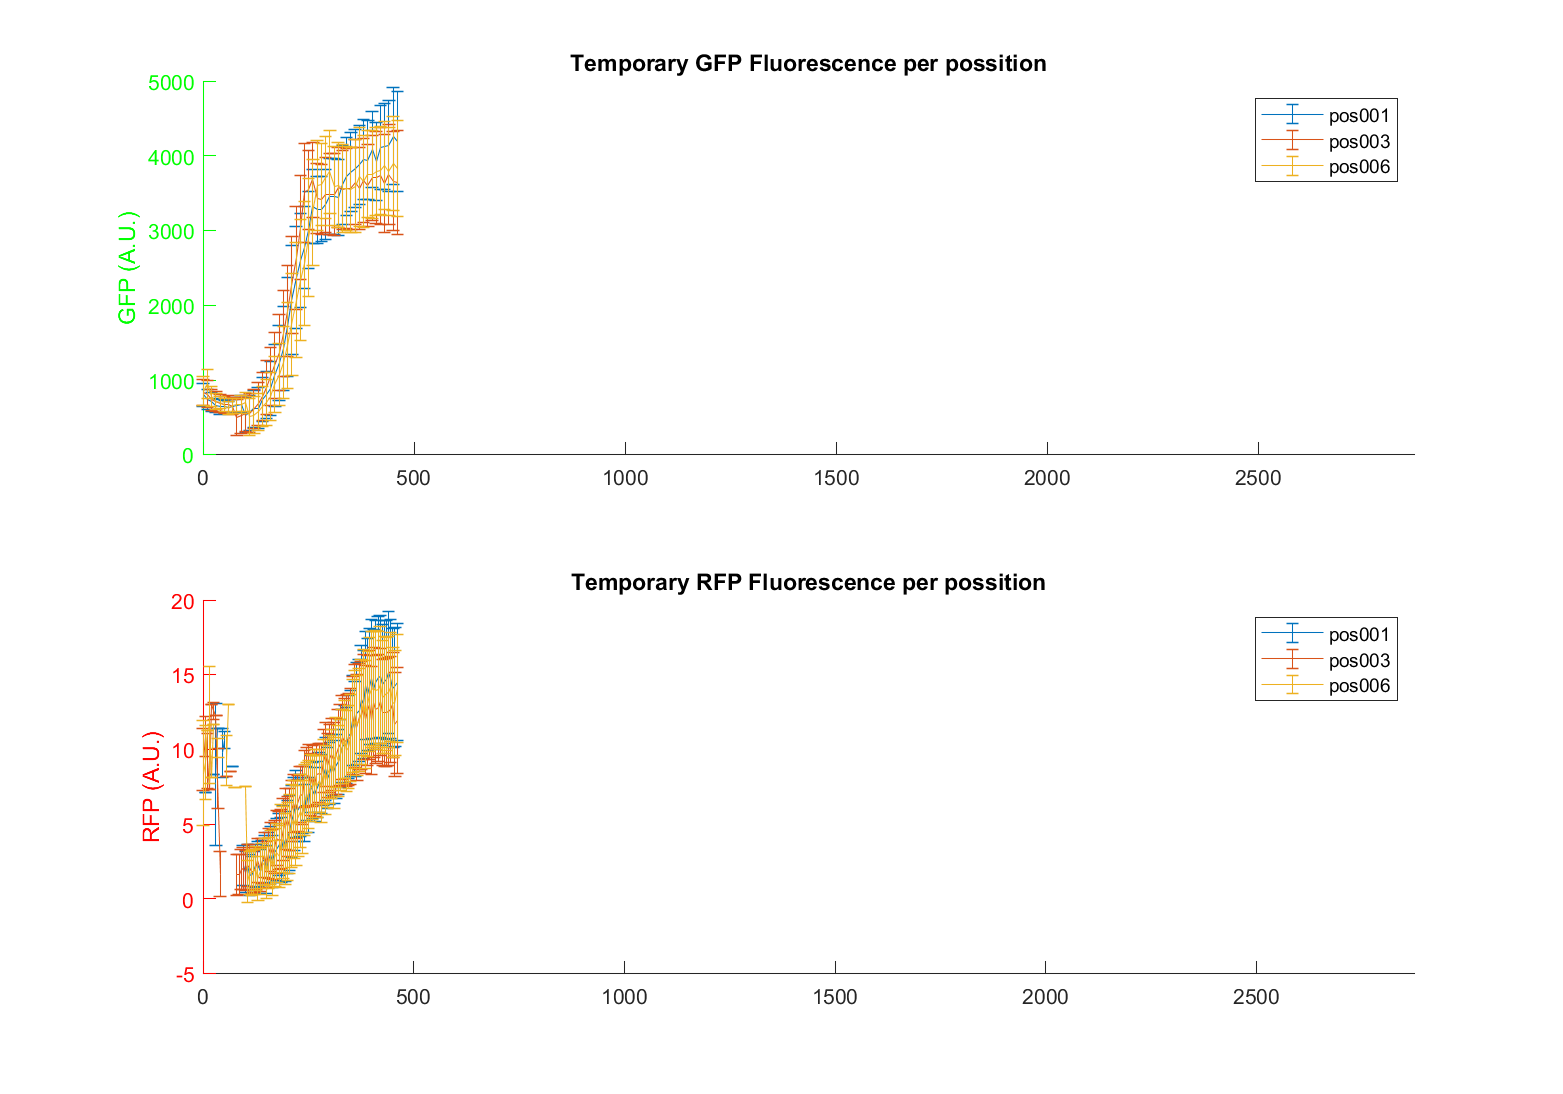 Temporary GFP Fluorescence per possition
5000
4000
3000
2000
1000
0
GFP (A.U.)
0 500 1000 1500 2000 2500
pos001
pos003
pos006
Temporary RFP Fluorescence per possition
20
15
10
5
0
-5
RFP (A.U.)
0 500 1000 1500 2000 2500
pos001
pos003
pos006